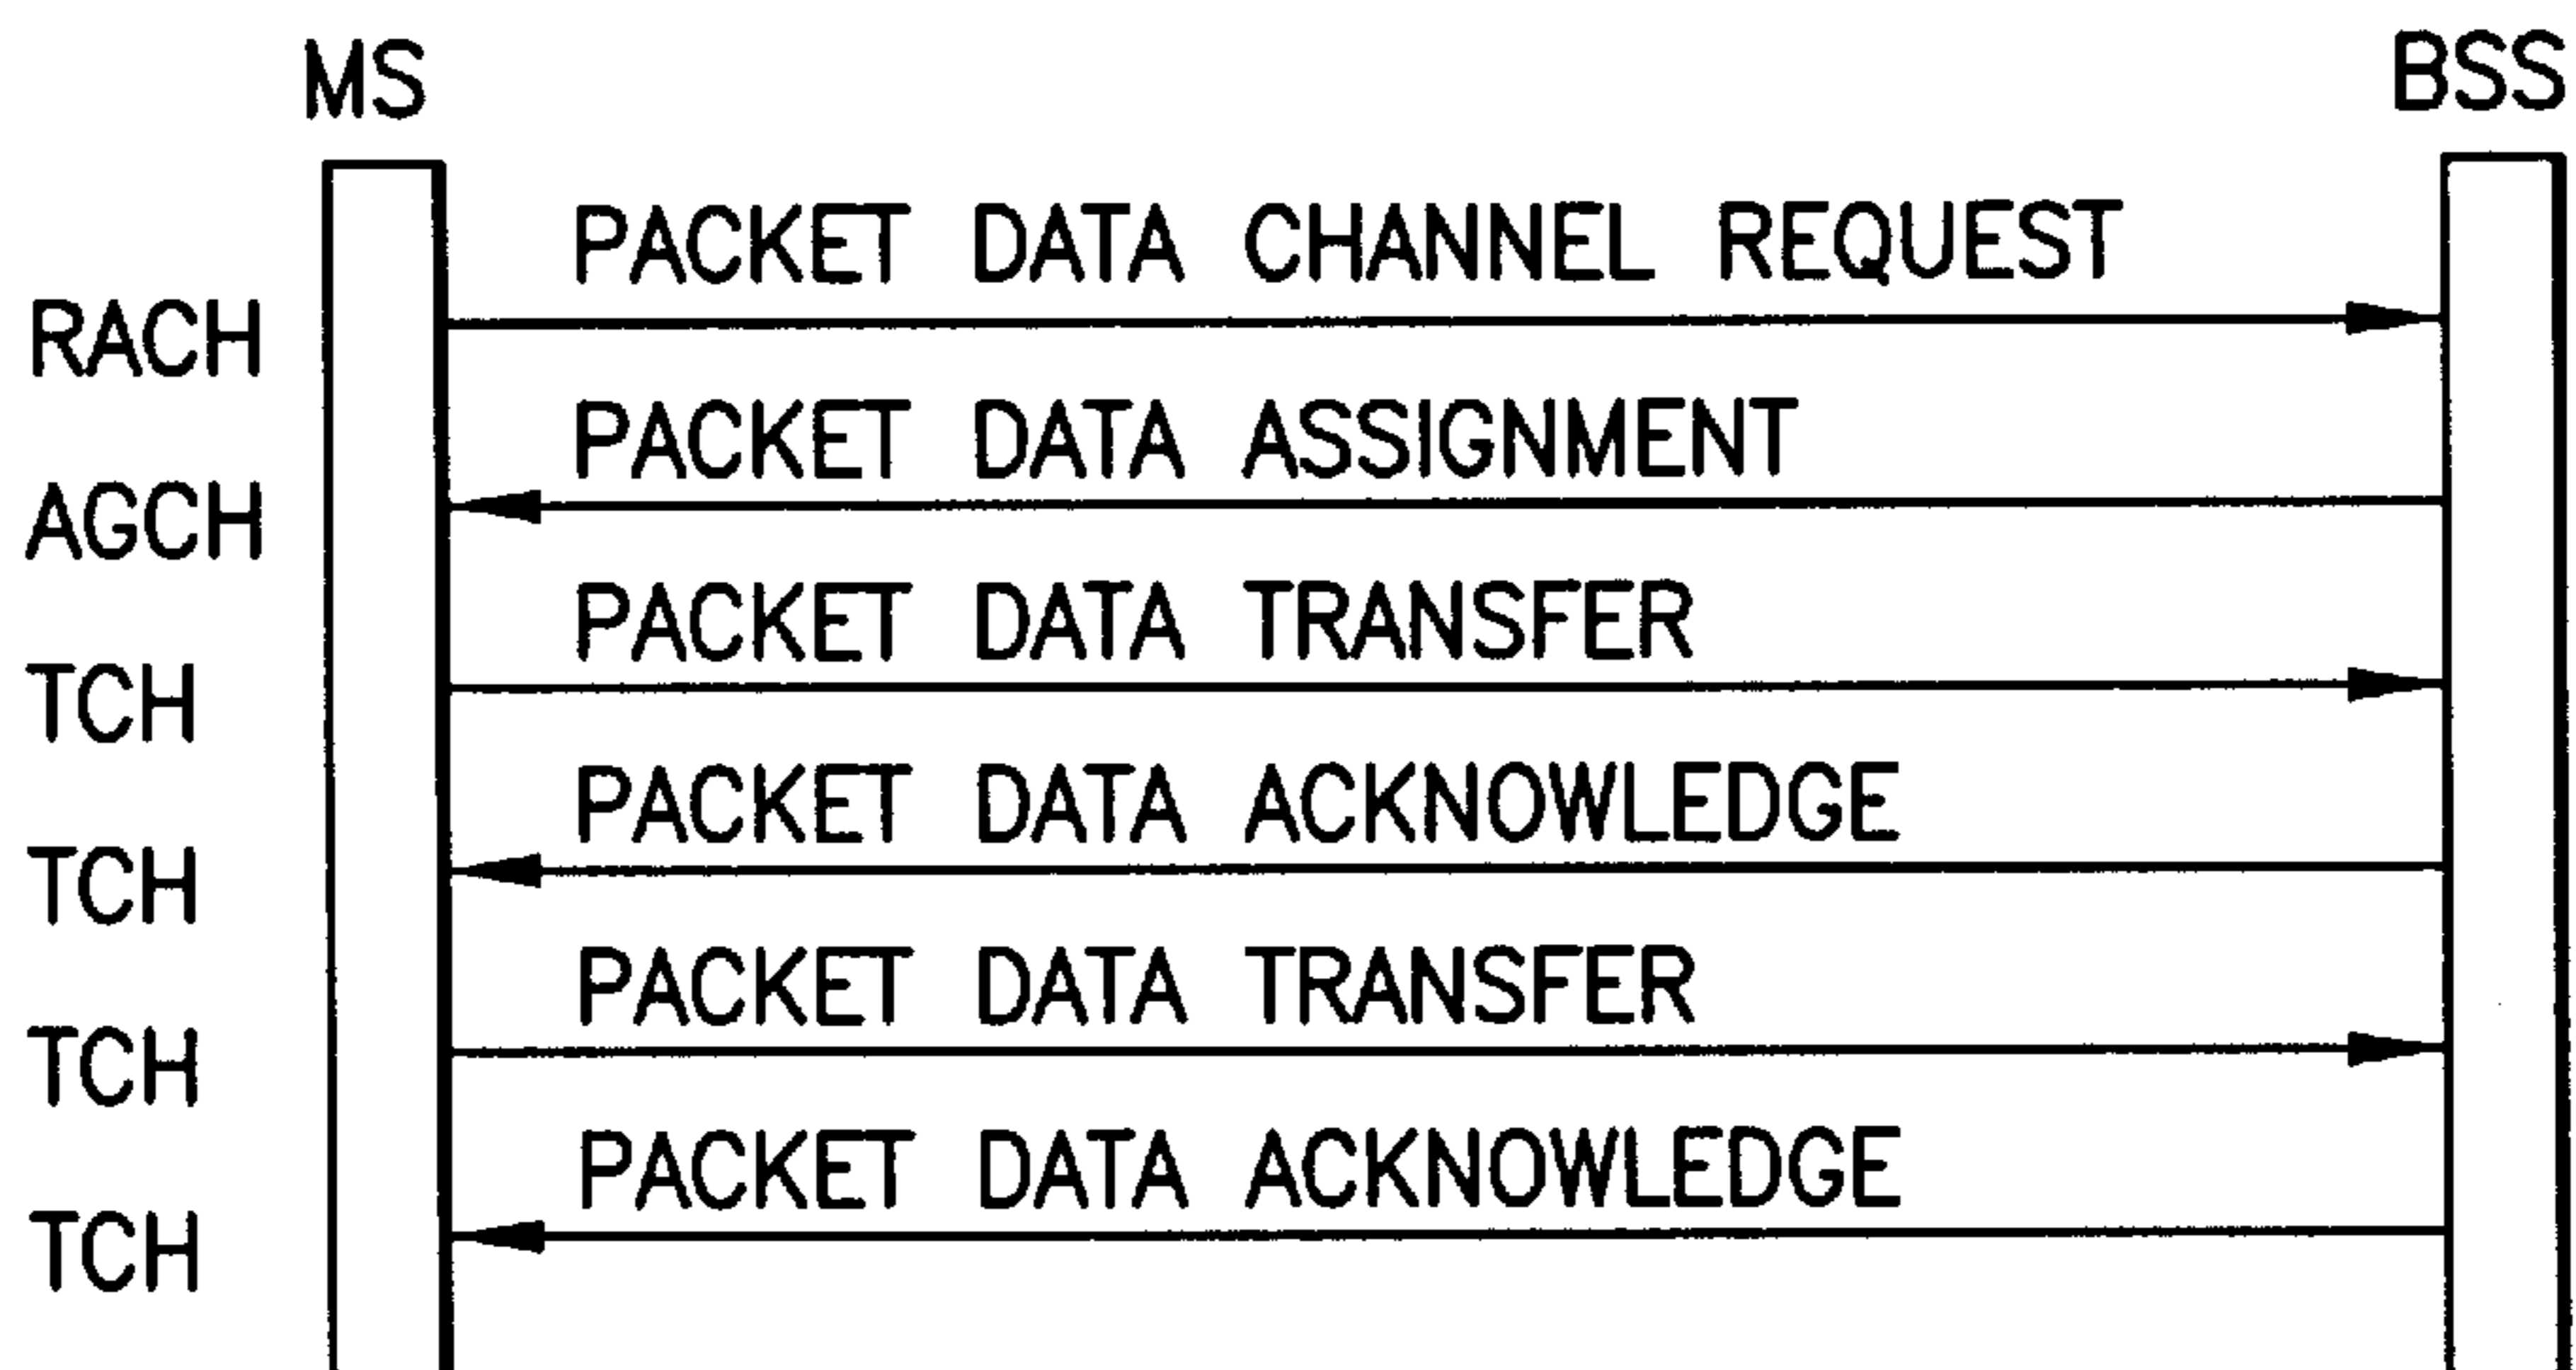 MS BSS
PACKET DATA CHANNEL REQUEST
RACH
PACKET DATA ASSIGNMENT
AGCH
PACKET DATA TRANSFER
TCH
PACKET DATA ACKNOWLEDGE
TCH
PACKET DATA TRANSFER
TCH
PACKET DATA ACKNOWLEDGE
TCH